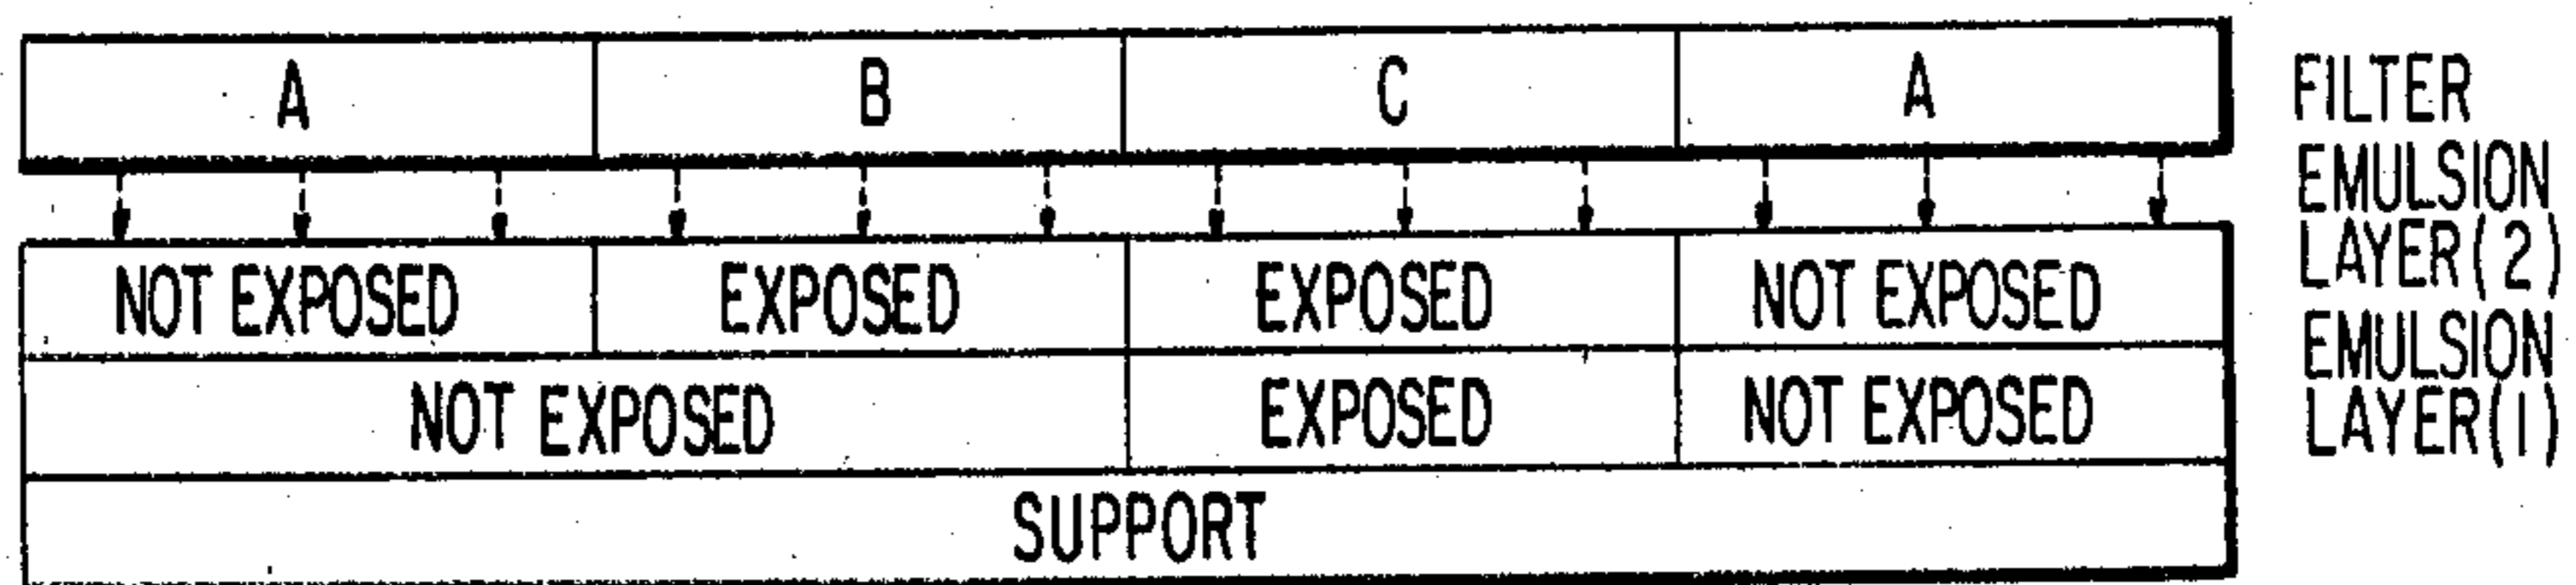 A B C A
FILTER
EMULSION
LAYER(2)
NOT EXPOSED EXPOSED EXPOSED NOT EXPOSED
EMULSION
LAYER(1)
NOT EXPOSED EXPOSED NOT EXPOSED
SUPPORT